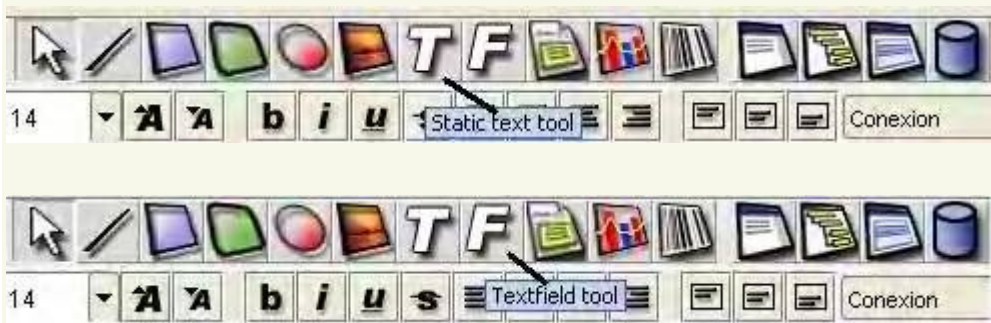 T F
14 A A b i u Static text tool Conexion
T F
14 A A b i u S Textfield tool Conexion